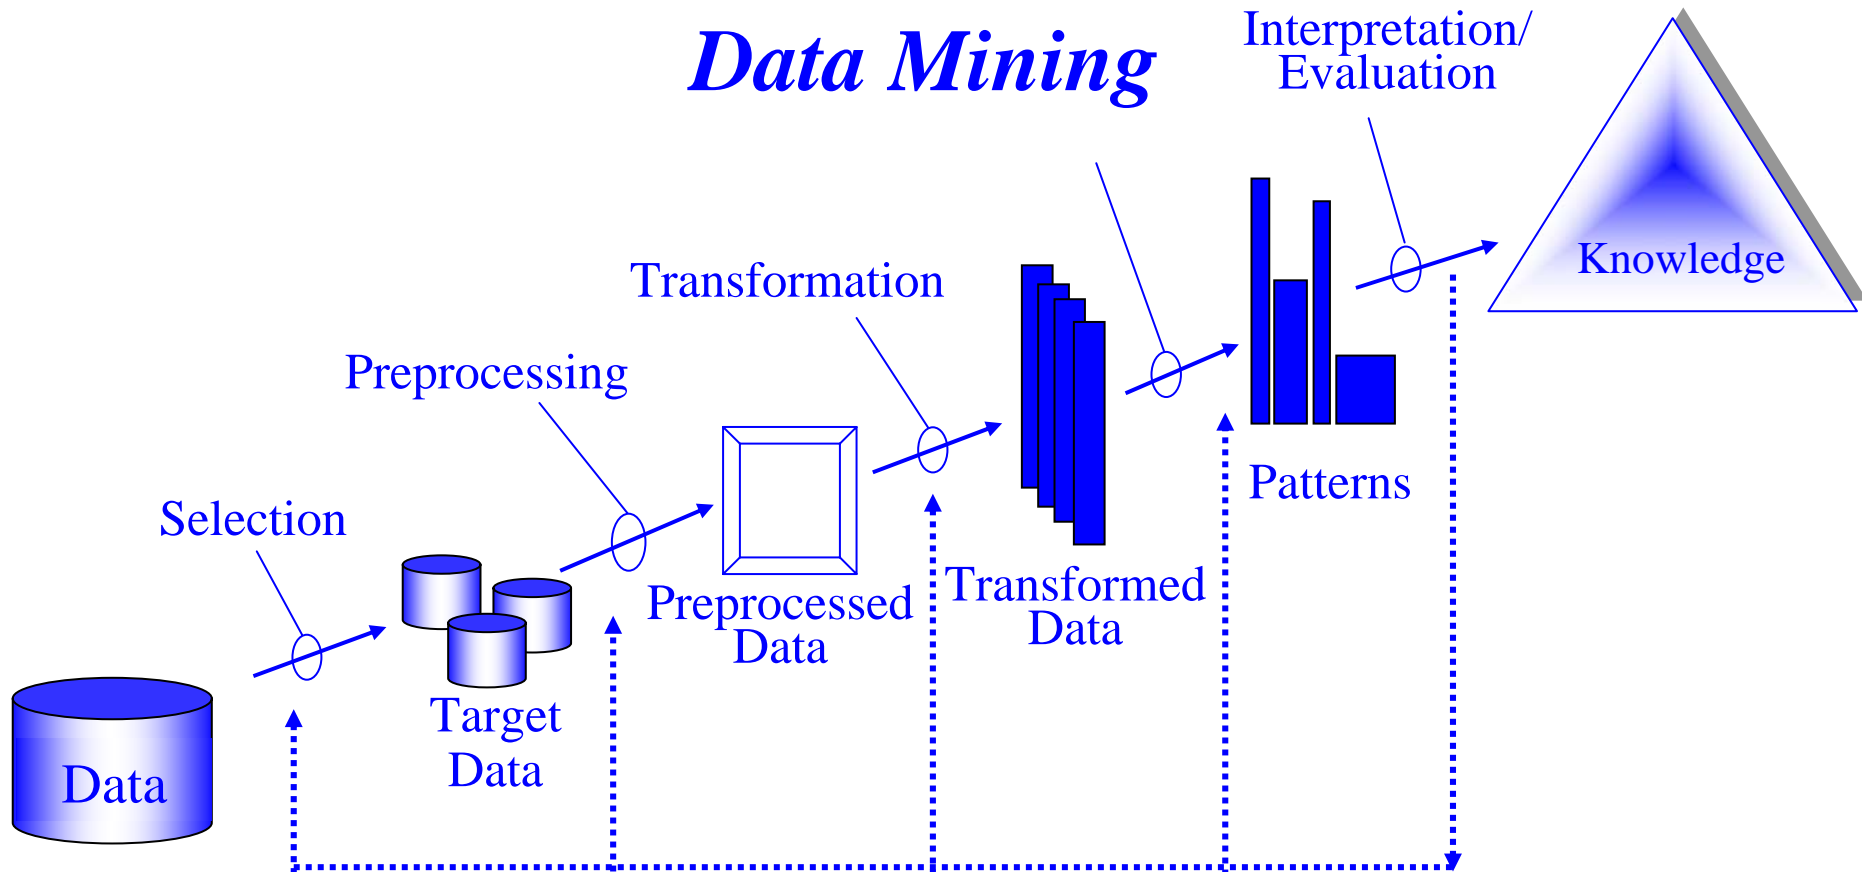 Data Mining
Interpretation/
Evaluation
Knowledge
Transformation
Preprocessing
Patterns
Selection
Transformed
Data
Preprocessed
Data
Target
Data
Data